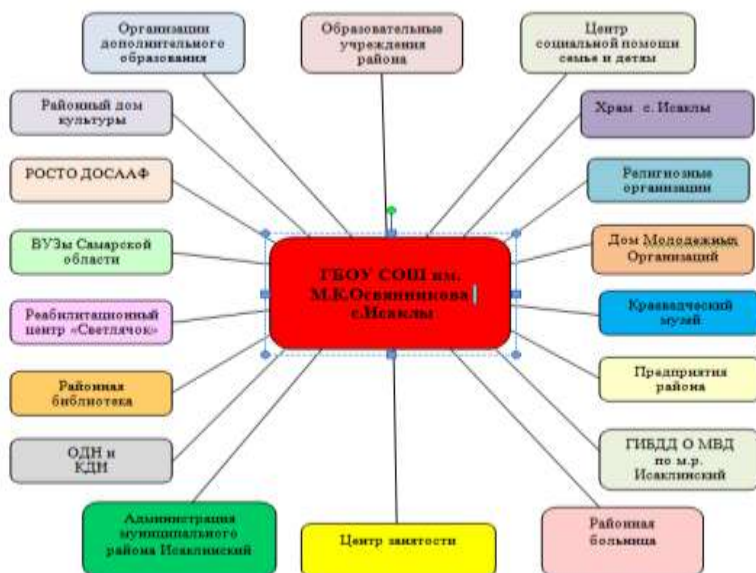 Организации
дополнительного
образования
Образовательные
учреждения
района
Центр
социальной помощи
семье и детям
Районный дом
культуры
Храм с. Исаклы
РОСТО ДОСААФ
Религиозные
организации
ВУЗы Самарской
области
ГБОУ СОШ им.
М.К.Освянникова
с.Исаклы
Дом Молодежных
Организаций
Реабилитационный
центр «Светлячок»
Краеведческий
музей
Районная
библиотека
Предприятия
района
ОДН и
КДН
ГИБДД О МВД
по м.р.
Исаклинский
Администрация
муниципального
района Исаклинский
Центр занятости
Районная
больница